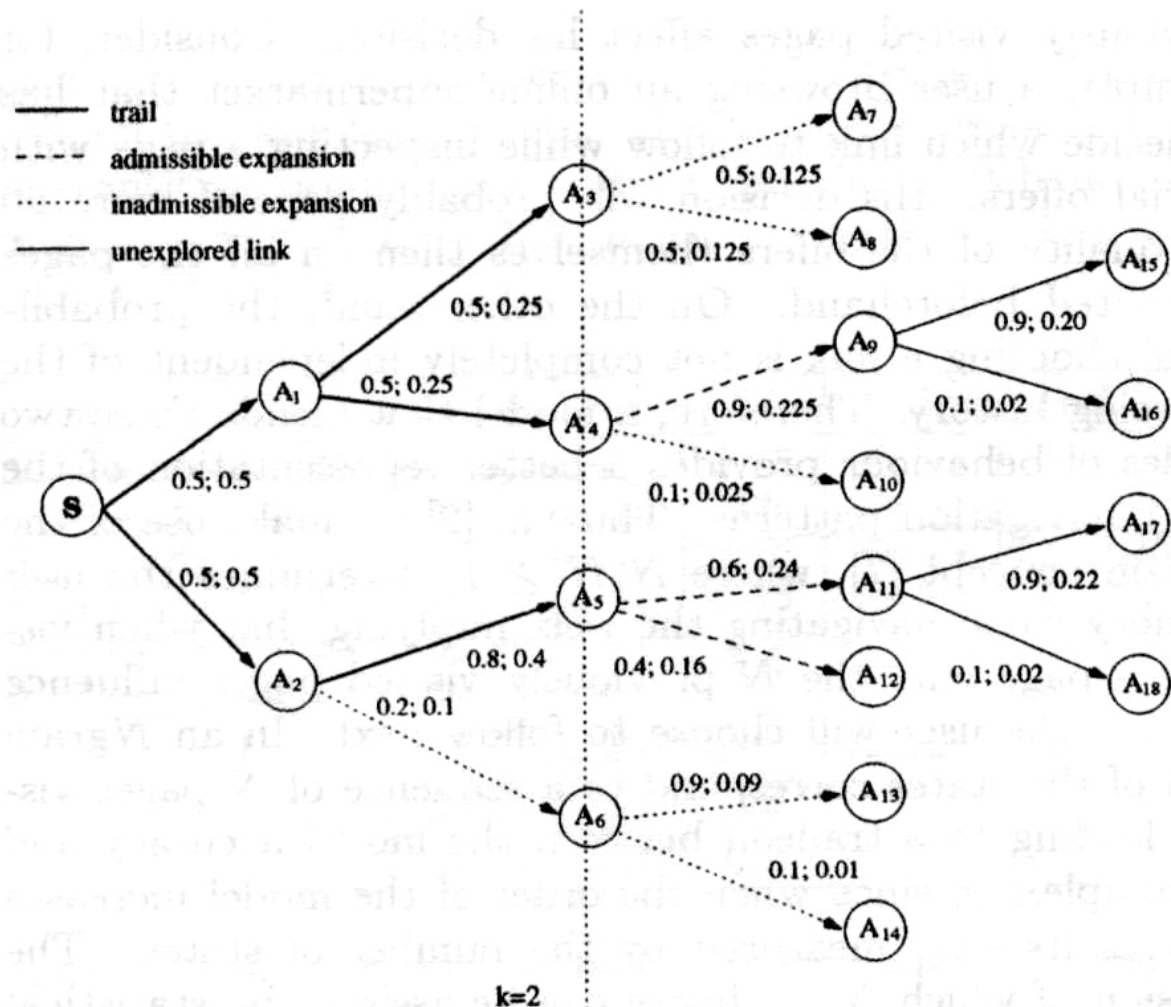 trail
admissible expansion
inadmissible expansion
unexplored link
S
0.5; 0.5
0.5; 0.5
A1
A2
0.5; 0.25
0.5; 0.25
0.8; 0.4
0.2; 0.1
A3
A4
A5
A6
0.5; 0.125
0.5; 0.125
0.9; 0.225
0.1; 0.025
0.6; 0.24
0.4; 0.16
0.9; 0.09
0.1; 0.01
A7
A8
A9
A10
A11
A12
A13
A14
0.9; 0.20
0.1; 0.02
0.9; 0.22
0.1; 0.02
A15
A16
A17
A18
k=2